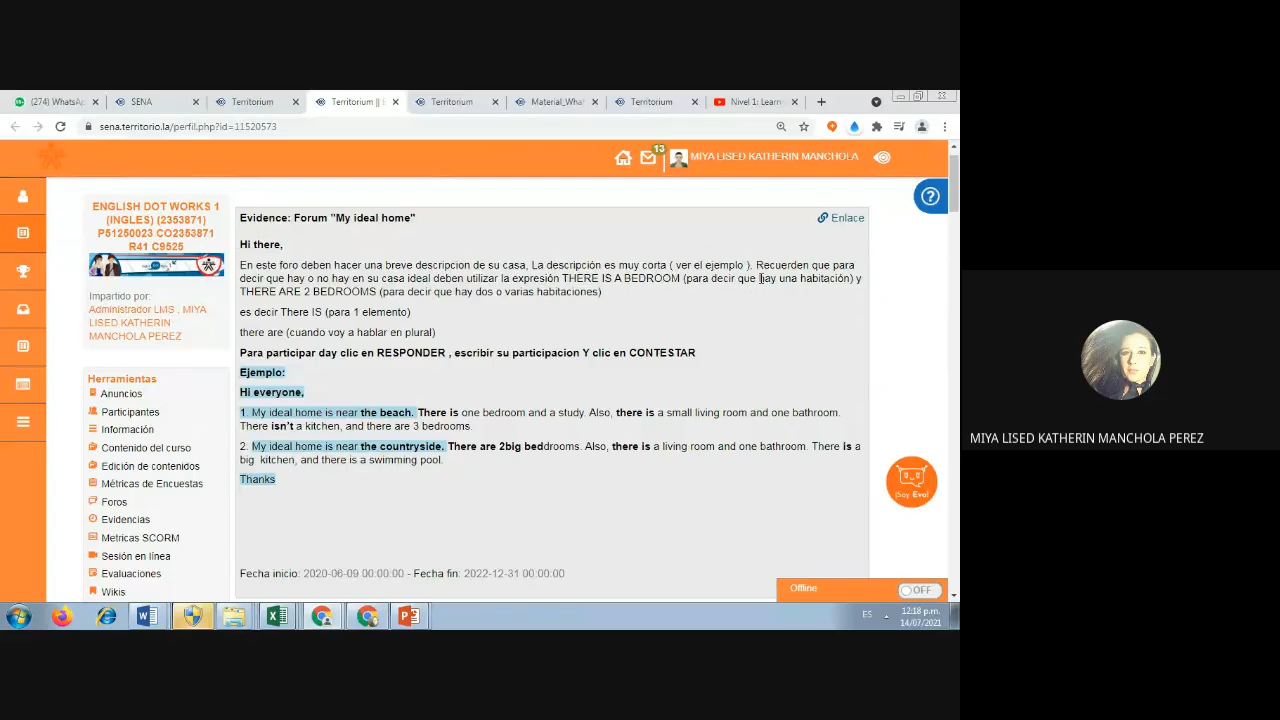 (274) WhatsA
SENA
Territorium
Territorium || E
Territorium
Material_Wha
Territorium
Nivel 1: Learn
sena.territorio.la/perfil.php?id=11520573
13
MIYA LISED KATHERIN MANCHOLA
ENGLISH DOT WORKS 1
(INGLES) (2353871)
P51250023 CO2353871
R41 C9525
Impartido por:
Administrador LMS , MIYA
LISED KATHERIN
MANCHOLA PEREZ
Herramientas
Anuncios
Participantes
Información
Contenido del curso
Edición de contenidos
Métricas de Encuestas
Foros
Evidencias
Metricas SCORM
Sesión en línea
Evaluaciones
Wikis
Evidence: Forum "My ideal home"
Enlace
Hi there,
En este foro deben hacer una breve descripcion de su casa, La descripción es muy corta ( ver el ejemplo ). Recuerden que para
decir que hay o no hay en su casa ideal deben utilizar la expresión THERE IS A BEDROOM (para decir que hay una habitación) y
THERE ARE 2 BEDROOMS (para decir que hay dos o varias habitaciones)
es decir There IS (para 1 elemento)
there are (cuando voy a hablar en plural)
Para participar day clic en RESPONDER , escribir su participacion Y clic en CONTESTAR
Ejemplo:
Hi everyone,
1. My ideal home is near the beach. There is one bedroom and a study. Also, there is a small living room and one bathroom.
There isn't a kitchen, and there are 3 bedrooms.
2. My ideal home is near the countryside. There are 2big bedrooms. Also, there is a living room and one bathroom. There is a
big kitchen, and there is a swimming pool.
Thanks
Fecha inicio: 2020-06-09 00:00:00 - Fecha fin: 2022-12-31 00:00:00
¡Soy Evo!
Offline
OFF
ES
12:18 p.m.
14/07/2021
MIYA LISED KATHERIN MANCHOLA PEREZ